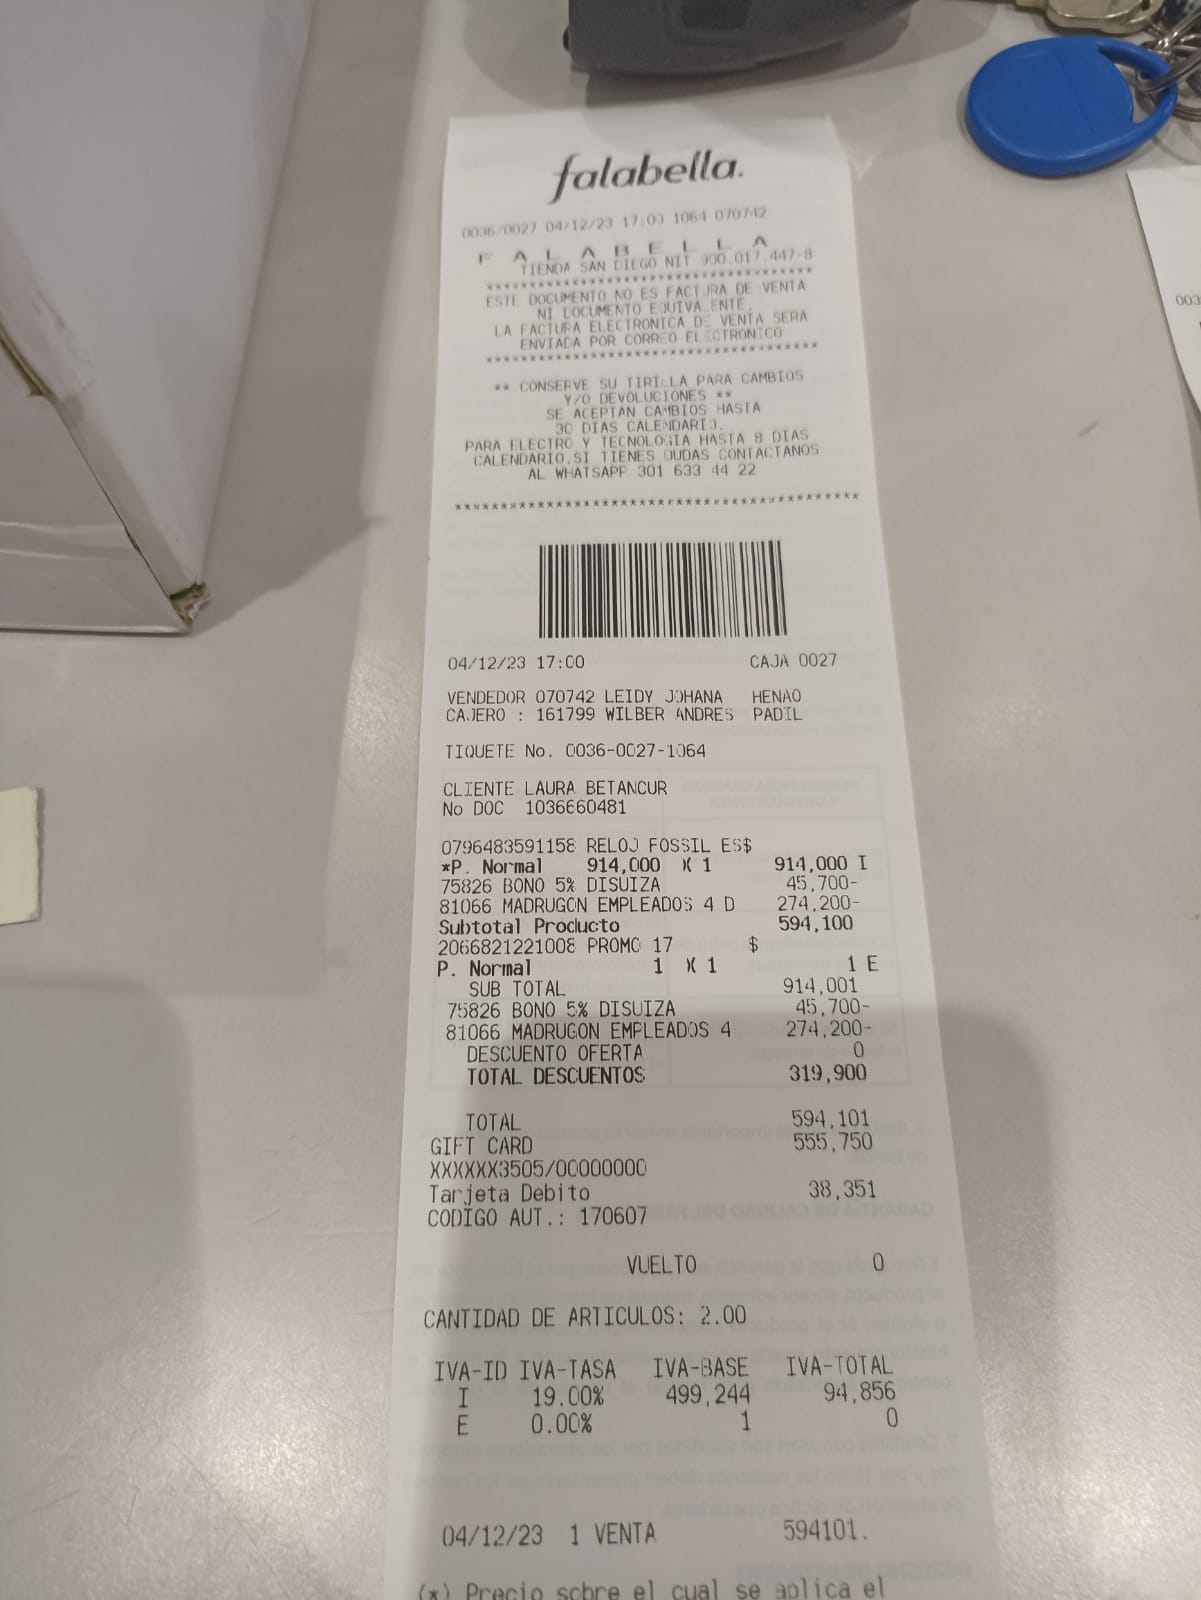 falabella.
0036/0027 04/12/23 17:00 1064 070742
F A L A B E L L A
TIENDA SAN DIEGO NIT 900.017.447-8
************************************
ESTE DOCUMENTO NO ES FACTURA DE VENTA
NI DOCUMENTO EQUIVALENTE.
LA FACTURA ELECTRONICA DE VENTA SERA
ENVIADA POR CORREO ELECTRONICO
************************************
** CONSERVE SU TIRILLA PARA CAMBIOS
Y/O DEVOLUCIONES **
SE ACEPTAN CAMBIOS HASTA
30 DIAS CALENDARIO.
PARA ELECTRO Y TECNOLOGIA HASTA 8 DIAS
CALENDARIO.SI TIENES DUDAS CONTACTANOS
AL WHATSAPP 301 633 44 22
********************************************
04/12/23 17:00 CAJA 0027
VENDEDOR 070742 LEIDY JOHANA HENAO
CAJERO : 161799 WILBER ANDRES PADIL
TIQUETE No. 0036-0027-1064
CLIENTE LAURA BETANCUR
No DOC 1036660481
0796483591158 RELOJ FOSSIL ES$
*P. Normal 914,000 X 1 914,000 I
75826 BONO 5% DISUIZA 45,700-
81066 MADRUGON EMPLEADOS 4 D 274,200-
Subtotal Producto 594,100
2066821221008 PROMO 17 $
P. Normal 1 X 1 1 E
SUB TOTAL 914,001
75826 BONO 5% DISUIZA 45,700-
81066 MADRUGON EMPLEADOS 4 274,200-
DESCUENTO OFERTA 0
TOTAL DESCUENTOS 319,900
TOTAL 594,101
GIFT CARD 555,750
XXXXXX3505/00000000
Tarjeta Debito 38,351
CODIGO AUT.: 170607
VUELTO 0
CANTIDAD DE ARTICULOS: 2.00
IVA-ID IVA-TASA IVA-BASE IVA-TOTAL
I 19.00% 499,244 94,856
E 0.00% 1 0
04/12/23 1 VENTA 594101.
(*) Precio sobre el cual se aplica el
003